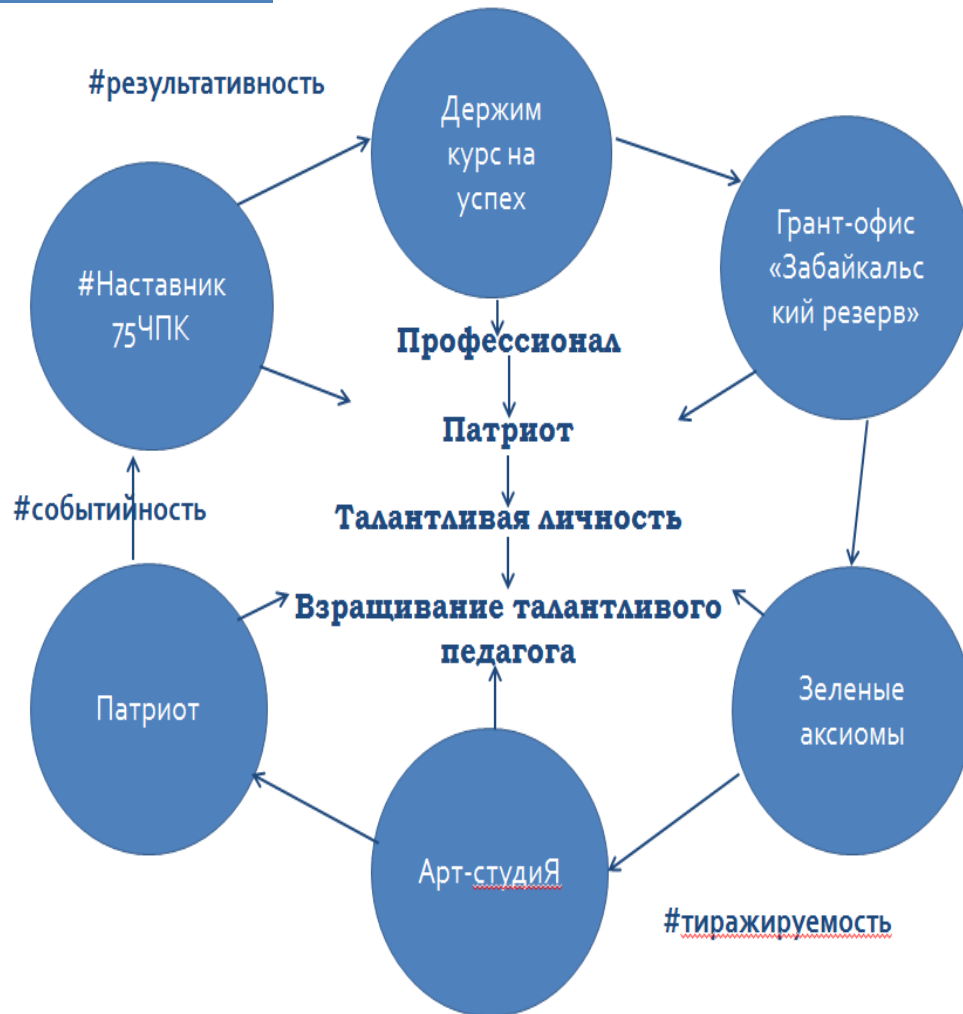 #результативность
Держим
курс на
успех
Грант-офис
«Забайкальс
кий резерв»
#Наставник
75ЧПК
Профессионал
Патриот
Талантливая личность
#событийность
Взращивание талантливого
педагога
Патриот
Зеленые
аксиомы
Арт-студиЯ
#тиражируемость